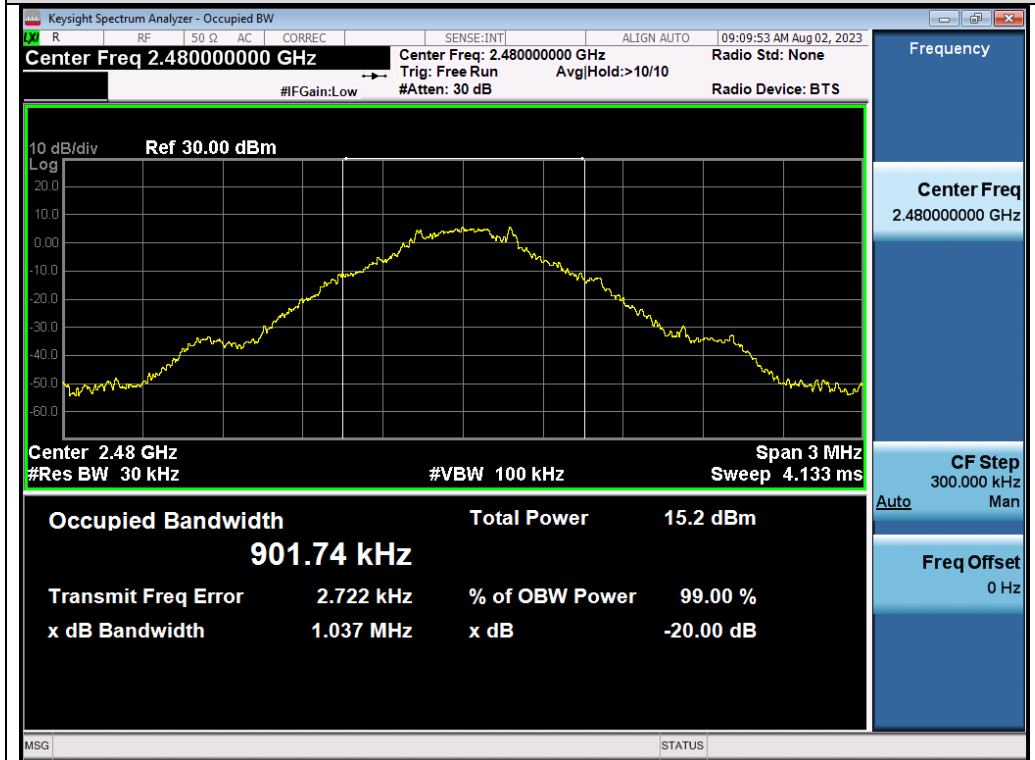 Keysight Spectrum Analyzer - Occupied BW
LXI R RF 50 Ω AC CORREC SENSE:INT ALIGN AUTO 09:09:53 AM Aug 02, 2023
Center Freq 2.480000000 GHz
Center Freq: 2.480000000 GHz Radio Std: None
Trig: Free Run Avg|Hold:>10/10
#IFGain:Low #Atten: 30 dB Radio Device: BTS
Frequency
10 dB/div Ref 30.00 dBm
Log
20.0
10.0
0.00
-10.0
-20.0
-30.0
-40.0
-50.0
-60.0
Center 2.48 GHz Span 3 MHz
#Res BW 30 kHz #VBW 100 kHz Sweep 4.133 ms
Center Freq
2.480000000 GHz
CF Step
300.000 kHz
Auto Man
Freq Offset
0 Hz
Occupied Bandwidth Total Power 15.2 dBm
901.74 kHz
Transmit Freq Error 2.722 kHz % of OBW Power 99.00 %
x dB Bandwidth 1.037 MHz x dB -20.00 dB
MSG STATUS